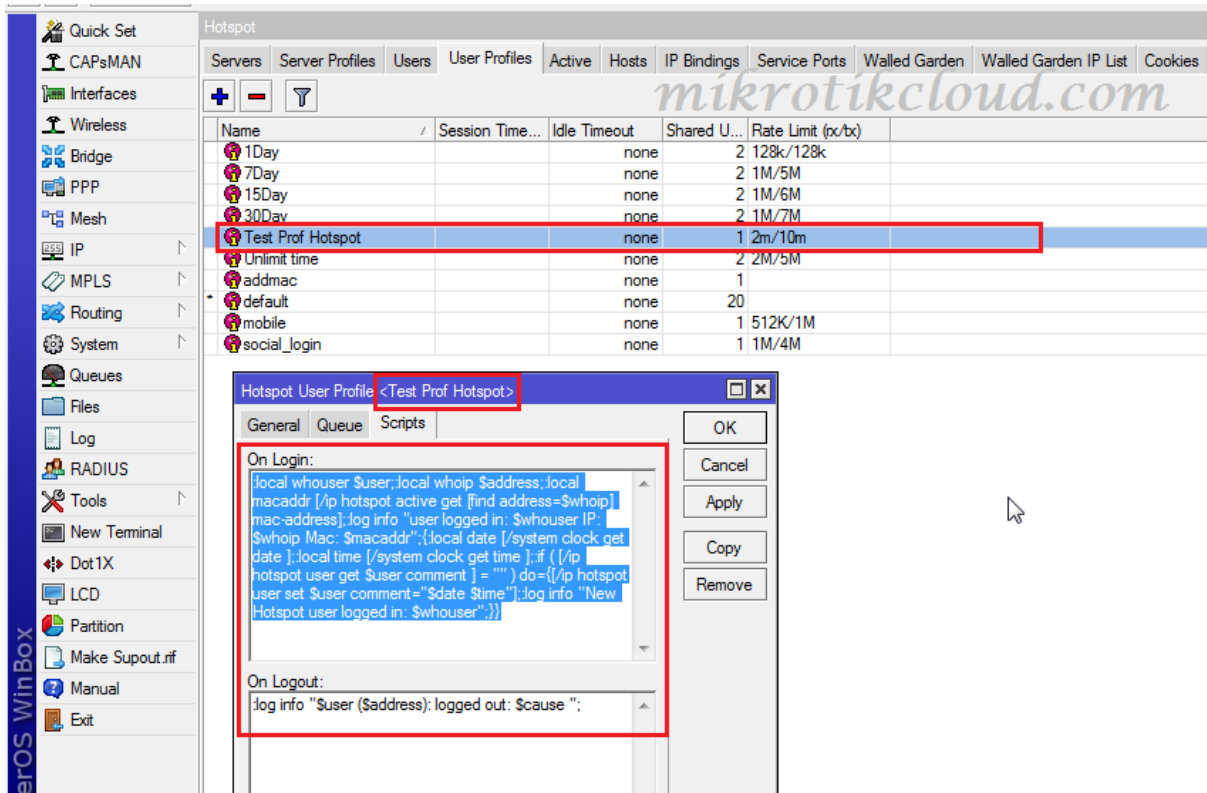 Quick Set
CAPsMAN
Interfaces
Wireless
Bridge
PPP
Mesh
IP
MPLS
Routing
System
Queues
Files
Log
RADIUS
Tools
New Terminal
Dot1X
LCD
Partition
Make Supout.rif
Manual
Exit
erOS WinBox
Hotspot
Servers Server Profiles Users User Profiles Active Hosts IP Bindings Service Ports Walled Garden Walled Garden IP List Cookies
mikrotikcloud.com
Name Session Time... Idle Timeout Shared U... Rate Limit (rx/tx)
1Day none 2 128k/128k
7Day none 2 1M/5M
15Day none 2 1M/6M
30Day none 2 1M/7M
Test Prof Hotspot none 1 2m/10m
Unlimit time none 2 2M/5M
addmac none 1
* default none 20
mobile none 1 512K/1M
social_login none 1 1M/4M
Hotspot User Profile <Test Prof Hotspot>
General Queue Scripts
On Login:
:local whouser $user;:local whoip $address;:local
macaddr [/ip hotspot active get [find address=$whoip]
mac-address];:log info "user logged in: $whouser IP:
$whoip Mac: $macaddr";{:local date [/system clock get
date ];:local time [/system clock get time ];:if ( [/ip
hotspot user get $user comment ] = "" ) do={[/ip hotspot
user set $user comment="$date $time"];:log info "New
Hotspot user logged in: $whouser";}}
On Logout:
:log info "$user ($address): logged out: $cause ";
OK
Cancel
Apply
Copy
Remove